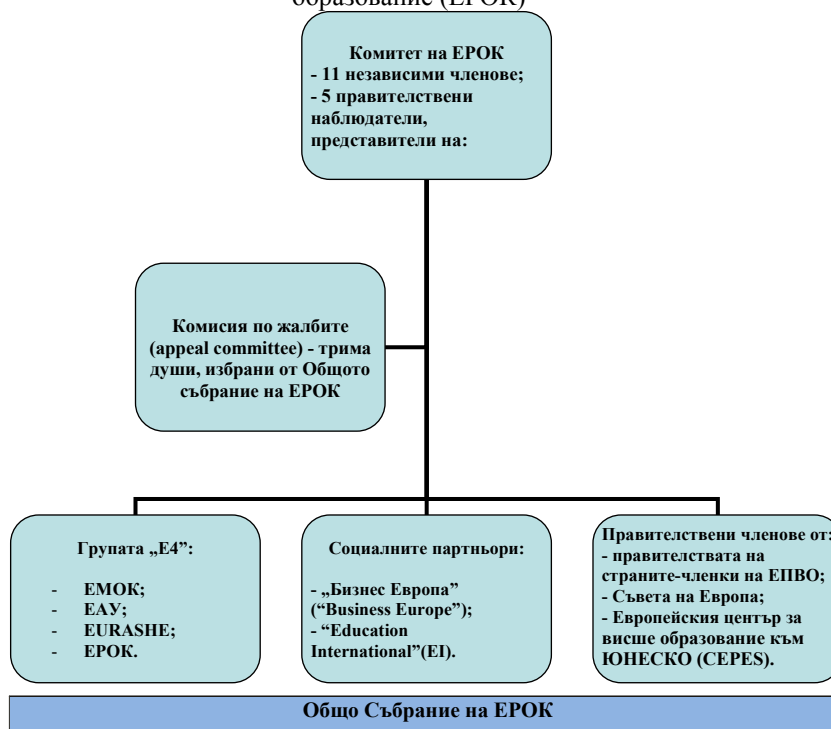 образование (ЕРОК)
Комитет на ЕРОК
- 11 независими членове;
- 5 правителствени
наблюдатели,
представители на:
Комисия по жалбите
(appeal committee) - трима
души, избрани от Общото
събрание на ЕРОК
Групата „Е4”:
- ЕМОК;
- ЕАУ;
- EURASHE;
- ЕРОК.
Социалните партньори:
- „Бизнес Европа”
(“Business Europe”);
- “Education
International”(EI).
Правителствени членове от:
- правителствата на
страните-членки на ЕПВО;
- Съвета на Европа;
- Европейския център за
висше образование към
ЮНЕСКО (CEPES).
Общо Събрание на ЕРОК